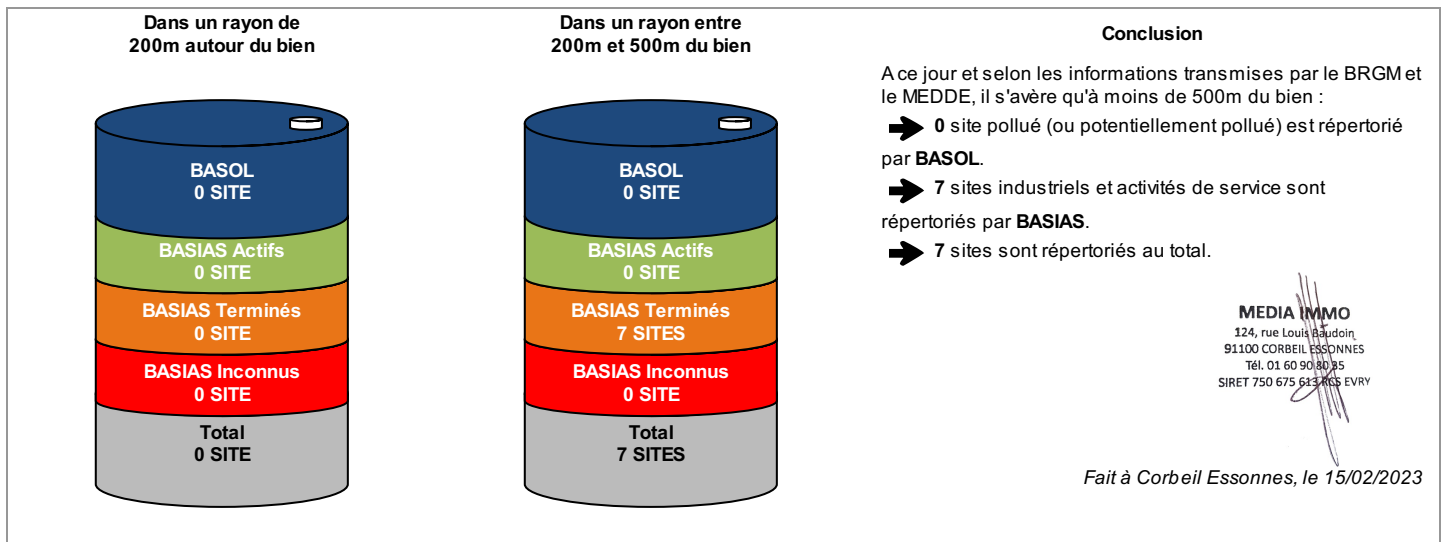 Dans un rayon de
200m autour du bien
BASOL
0 SITE
BASIAS Actifs
0 SITE
BASIAS Terminés
0 SITE
BASIAS Inconnus
0 SITE
Total
0 SITE
Dans un rayon entre
200m et 500m du bien
BASOL
0 SITE
BASIAS Actifs
0 SITE
BASIAS Terminés
7 SITES
BASIAS Inconnus
0 SITE
Total
7 SITES
Conclusion
A ce jour et selon les informations transmises par le BRGM et
le MEDDE, il s'avère qu'à moins de 500m du bien :
0 site pollué (ou potentiellement pollué) est répertorié
par BASOL.
7 sites industriels et activités de service sont
répertoriés par BASIAS.
7 sites sont répertoriés au total.
MEDIA IMMO
124, rue Louis Baudoin
91100 CORBEIL ESSONNES
Tél. 01 60 90 80 85
SIRET 750 675 613 RCS EVRY
Fait à Corbeil Essonnes, le 15/02/2023